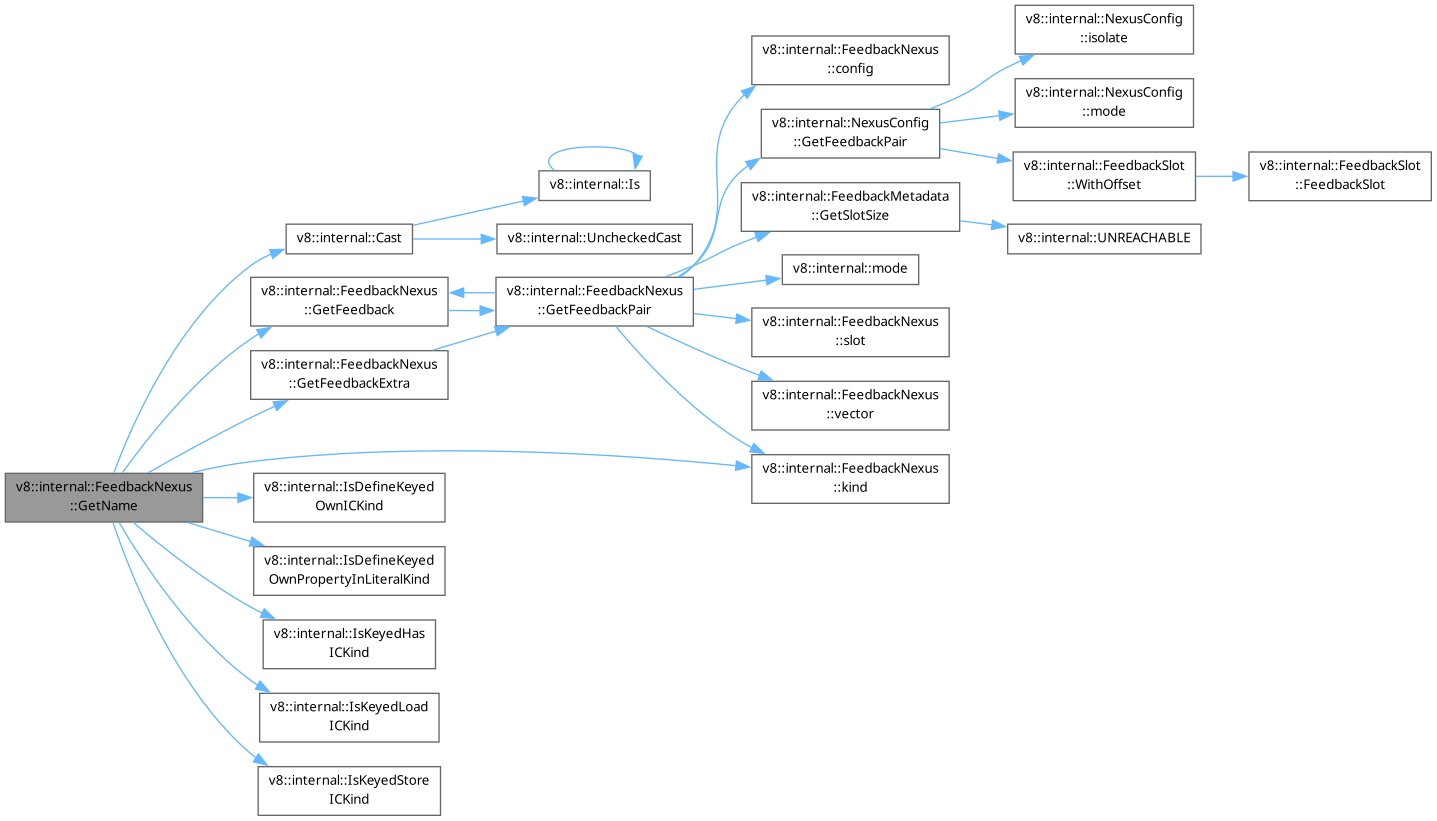 v8::internal::FeedbackNexus
::GetName
v8::internal::Cast
v8::internal::Is
v8::internal::UncheckedCast
v8::internal::FeedbackNexus
::GetFeedback
v8::internal::FeedbackNexus
::GetFeedbackPair
v8::internal::FeedbackNexus
::config
v8::internal::NexusConfig
::GetFeedbackPair
v8::internal::NexusConfig
::isolate
v8::internal::NexusConfig
::mode
v8::internal::FeedbackSlot
::WithOffset
v8::internal::FeedbackSlot
::FeedbackSlot
v8::internal::FeedbackMetadata
::GetSlotSize
v8::internal::UNREACHABLE
v8::internal::mode
v8::internal::FeedbackNexus
::slot
v8::internal::FeedbackNexus
::vector
v8::internal::FeedbackNexus
::kind
v8::internal::FeedbackNexus
::GetFeedbackExtra
v8::internal::IsDefineKeyed
OwnICKind
v8::internal::IsDefineKeyed
OwnPropertyInLiteralKind
v8::internal::IsKeyedHas
ICKind
v8::internal::IsKeyedLoad
ICKind
v8::internal::IsKeyedStore
ICKind